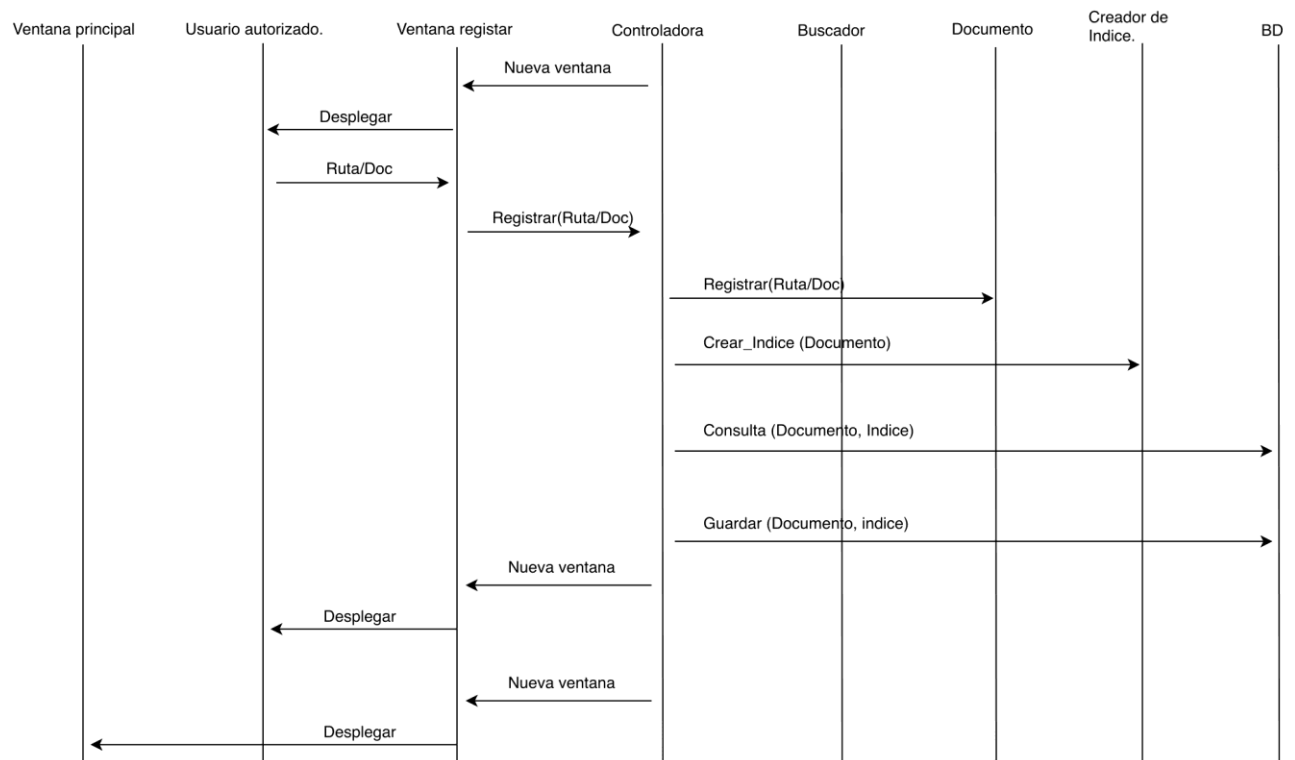 Ventana principal
Usuario autorizado.
Ventana registar
Controladora
Buscador
Documento
Creador de
Indice.
BD
Nueva ventana
Desplegar
Ruta/Doc
Registrar(Ruta/Doc)
Registrar(Ruta/Doc)
Crear_Indice (Documento)
Consulta (Documento, Indice)
Guardar (Documento, indice)
Nueva ventana
Desplegar
Nueva ventana
Desplegar